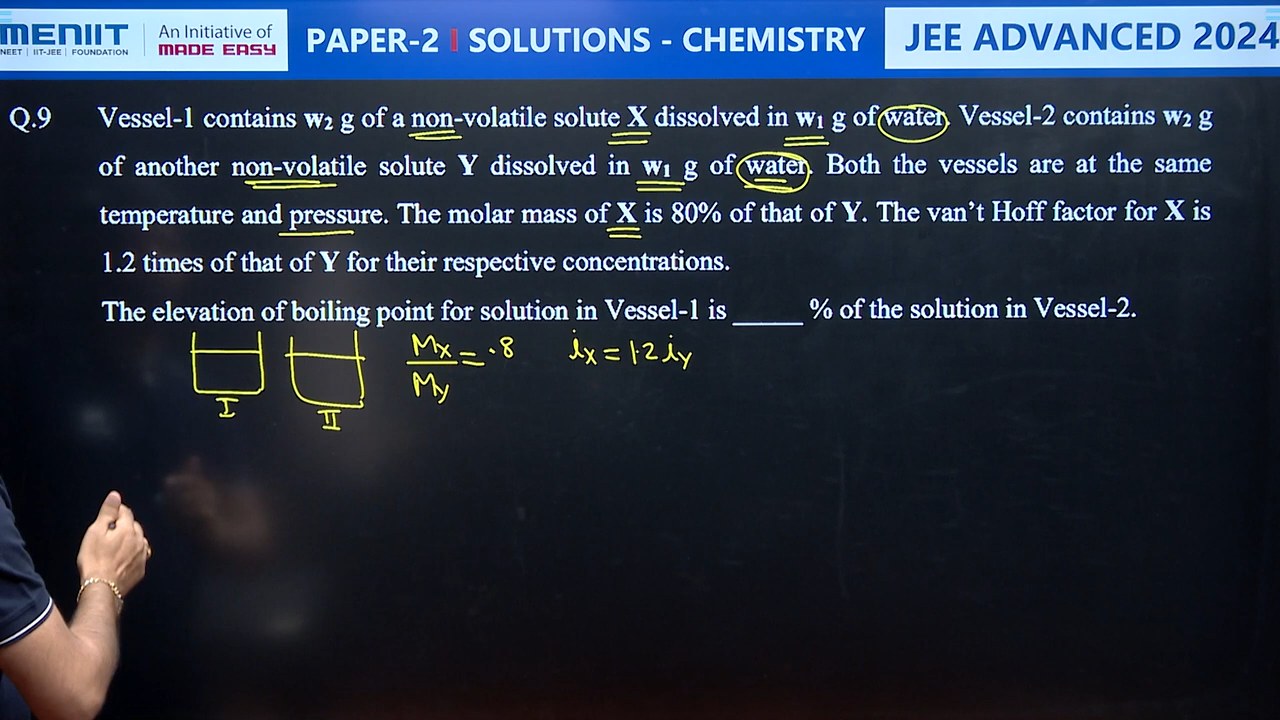 MENIIT
NEET | IIT-JEE | FOUNDATION
An Initiative of
MADE EASY
PAPER-2 I SOLUTIONS - CHEMISTRY
JEE ADVANCED 2024
Q.9
Vessel-1 contains w₂ g of a non-volatile solute X dissolved in w₁ g of water. Vessel-2 contains w₂ g
of another non-volatile solute Y dissolved in w₁ g of water. Both the vessels are at the same
temperature and pressure. The molar mass of X is 80% of that of Y. The van’t Hoff factor for X is
1.2 times of that of Y for their respective concentrations.
The elevation of boiling point for solution in Vessel-1 is _____ % of the solution in Vessel-2.
Mx/My = .8 ix = 1.2 iy
I II